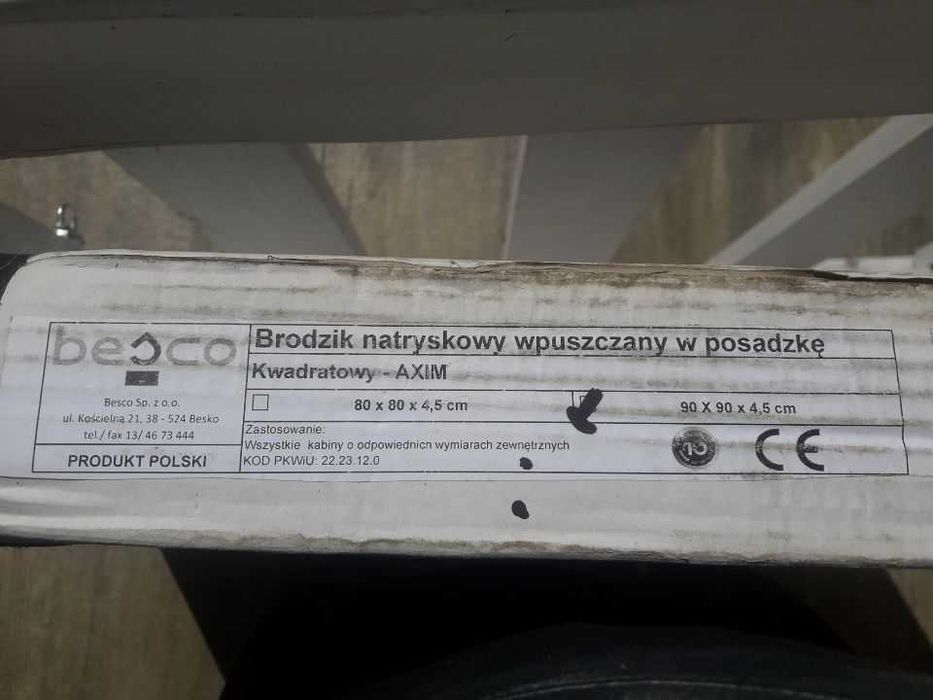 besco
Besco Sp. z o.o.
ul. Kościelna 21, 38 - 524 Besko
tel./ fax 13/ 46 73 444
PRODUKT POLSKI
Brodzik natryskowy wpuszczany w posadzkę
Kwadratowy - AXIM
80 x 80 x 4,5 cm
90 X 90 x 4,5 cm
Zastosowanie:
Wszystkie kabiny o odpowiednich wymiarach zewnętrznych
KOD PKWiU: 22.23.12.0
CE